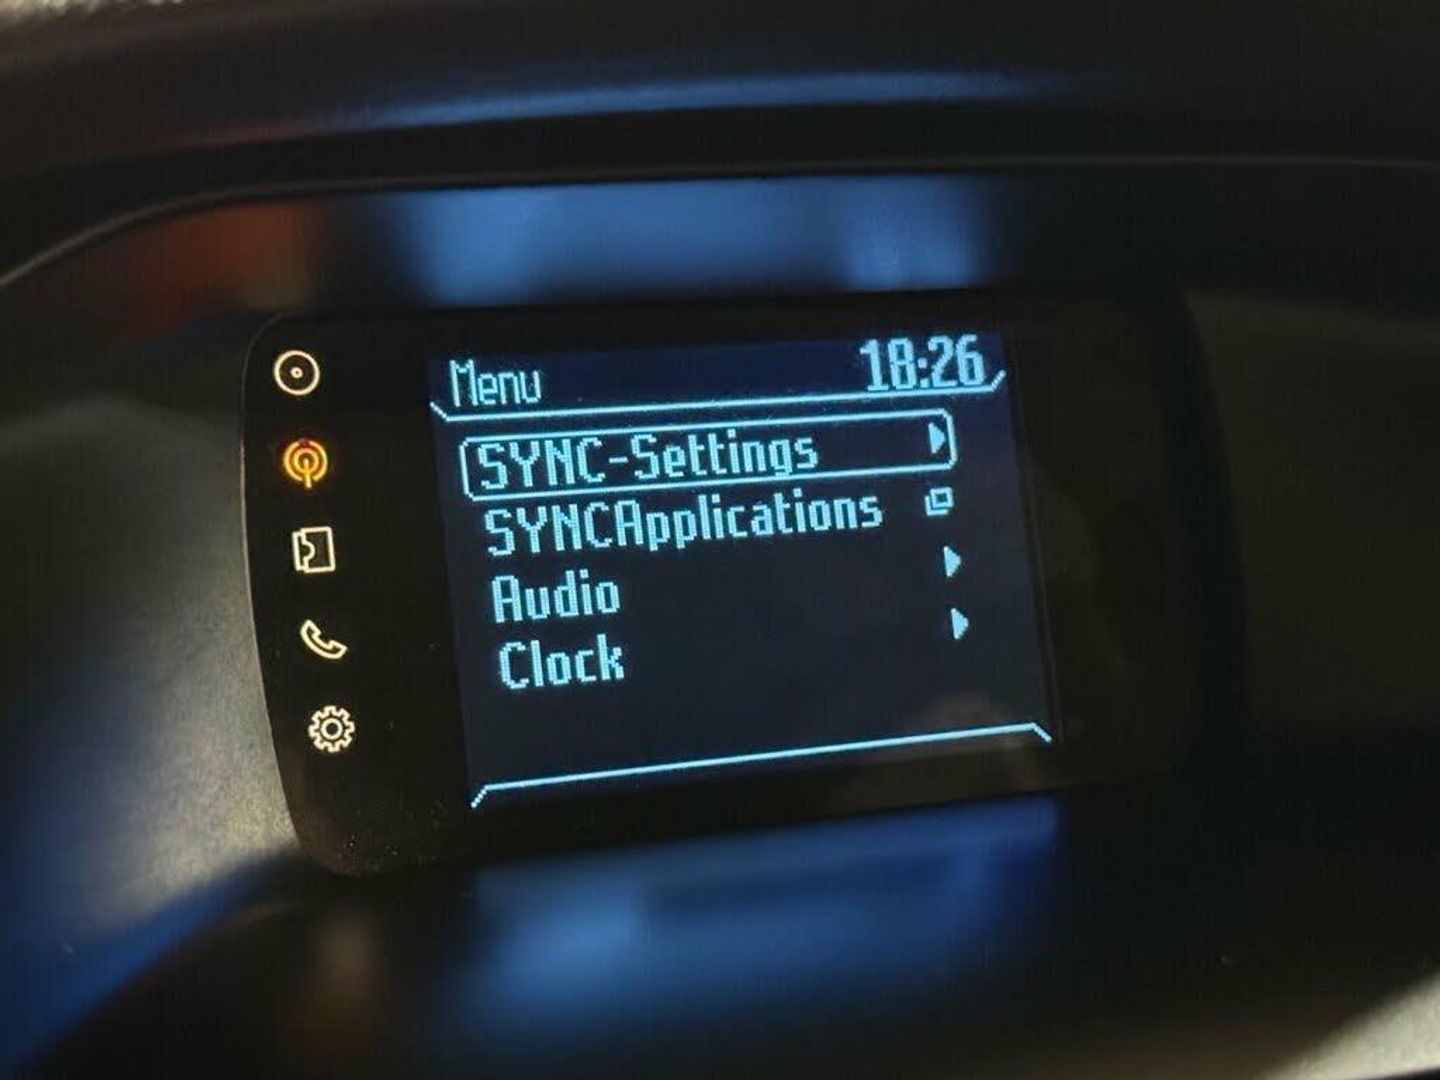 Menu 18:26
SYNC-Settings
SYNCApplications
Audio
Clock